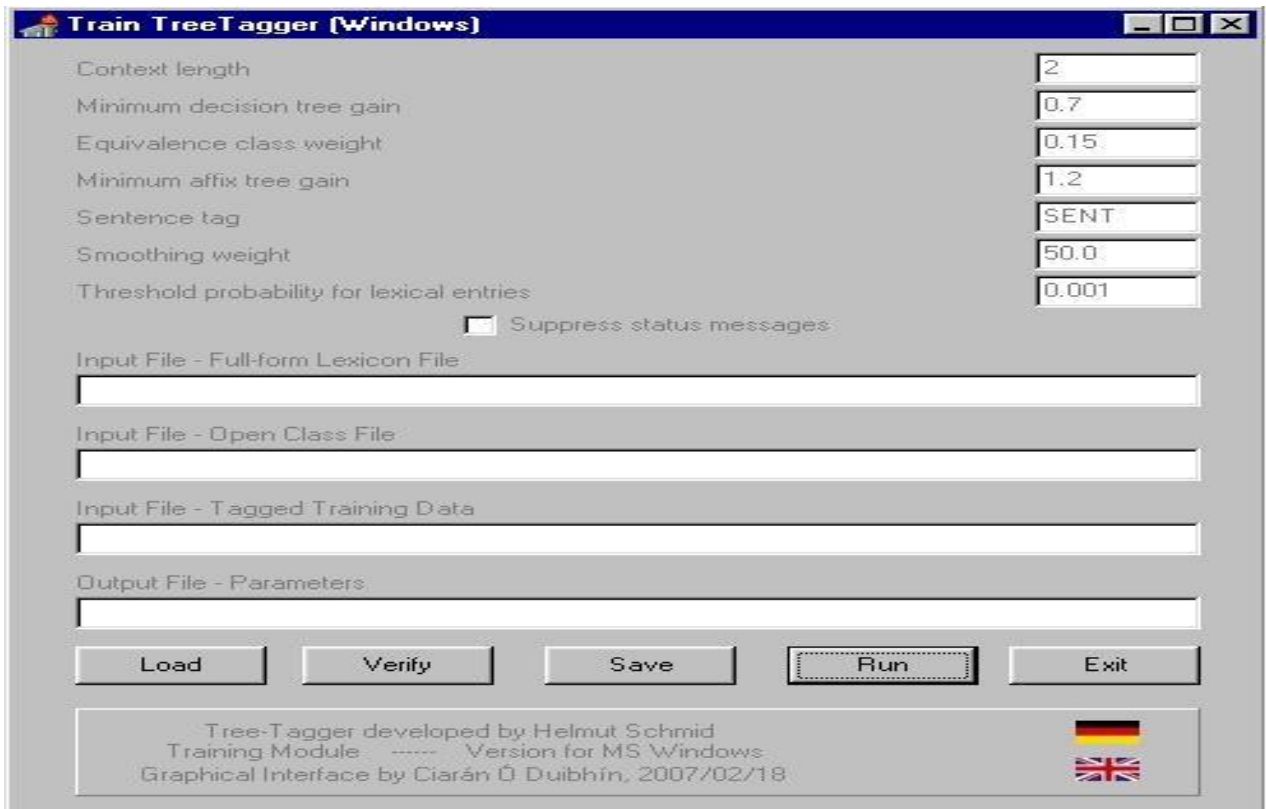 Train TreeTagger (Windows)
Context length 2
Minimum decision tree gain 0.7
Equivalence class weight 0.15
Minimum affix tree gain 1.2
Sentence tag SENT
Smoothing weight 50.0
Threshold probability for lexical entries 0.001
Suppress status messages
Input File - Full-form Lexicon File
Input File - Open Class File
Input File - Tagged Training Data
Output File - Parameters
Load Verify Save Run Exit
Tree-Tagger developed by Helmut Schmid
Training Module ------ Version for MS Windows
Graphical Interface by Ciarán Ó Duibhín, 2007/02/18